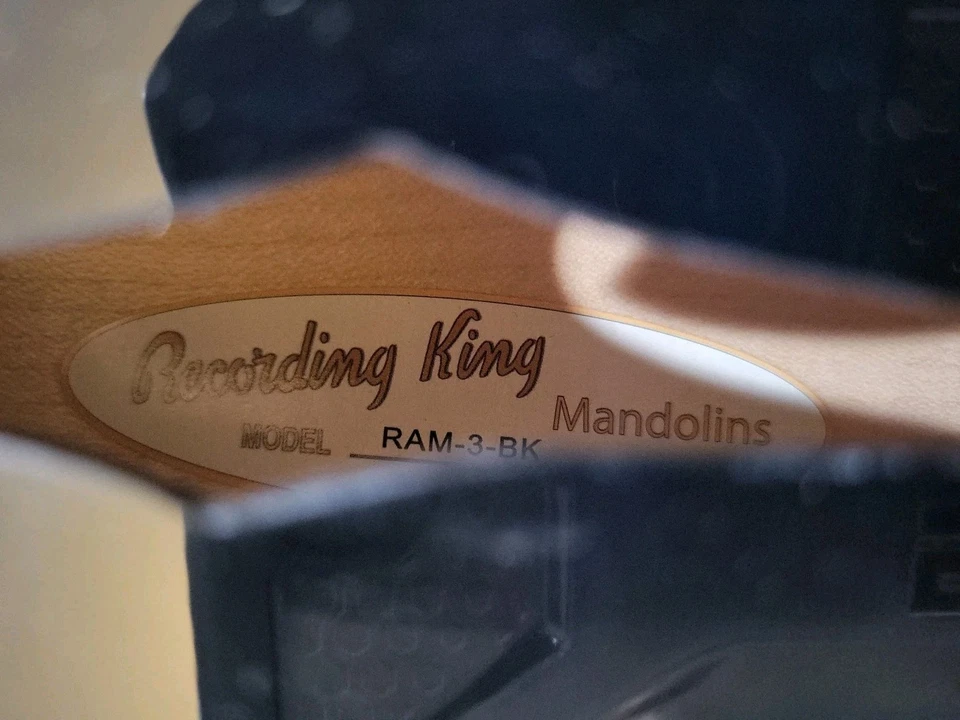 Recording King
Mandolins
MODEL RAM-3-BK